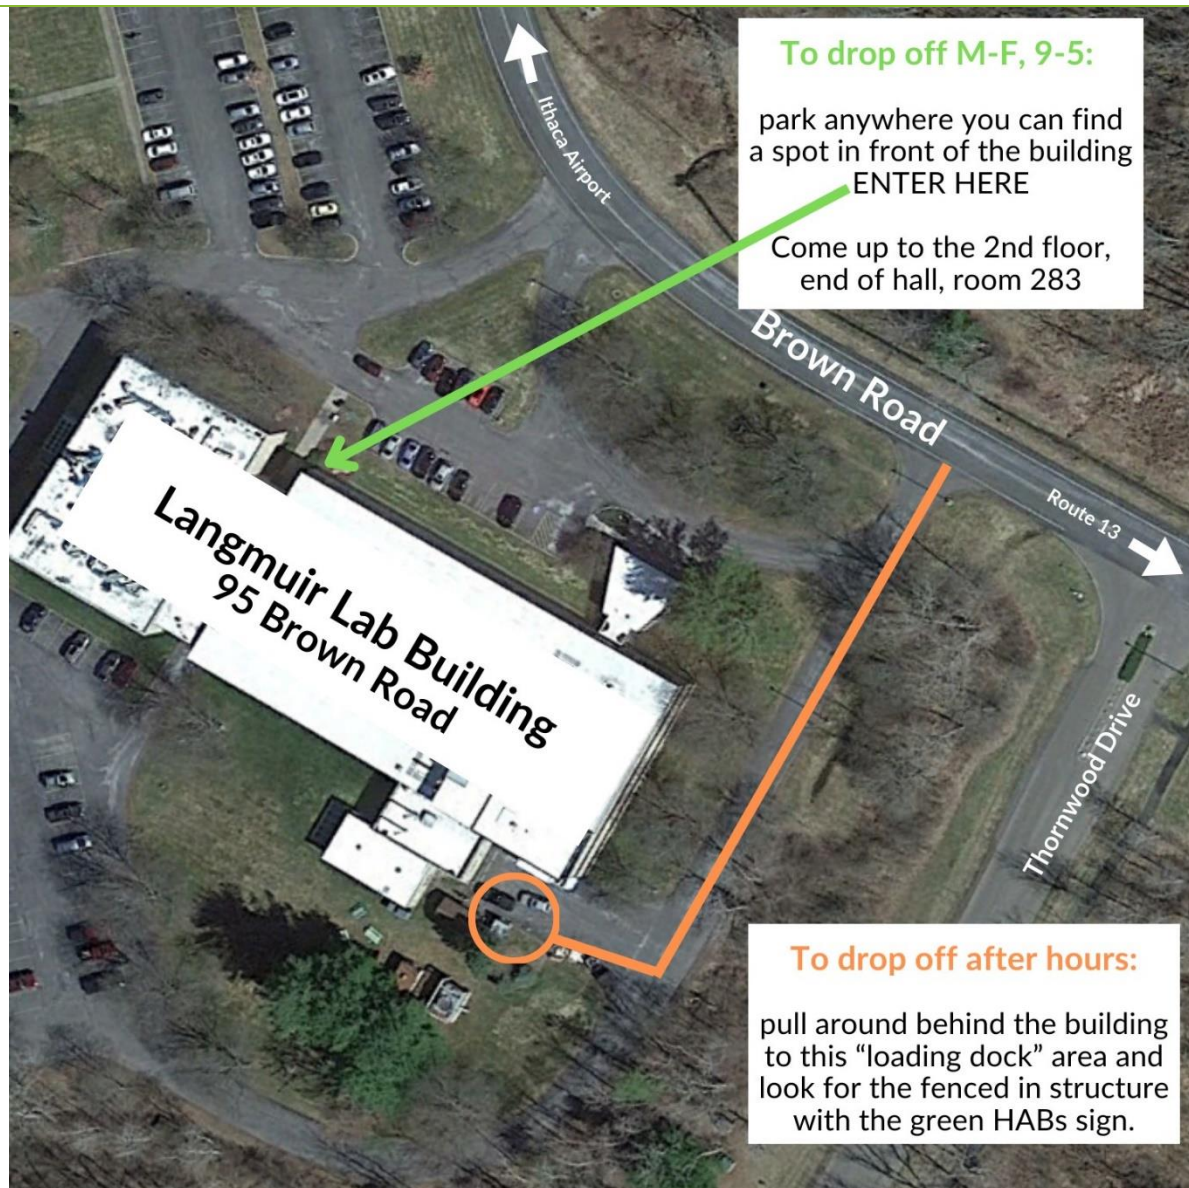 To drop off M-F, 9-5:
park anywhere you can find
a spot in front of the building
ENTER HERE
Come up to the 2nd floor,
end of hall, room 283
Ithaca Airport
Brown Road
Route 13
Langmuir Lab Building
95 Brown Road
Thornwood Drive
To drop off after hours:
pull around behind the building
to this “loading dock” area and
look for the fenced in structure
with the green HABs sign.